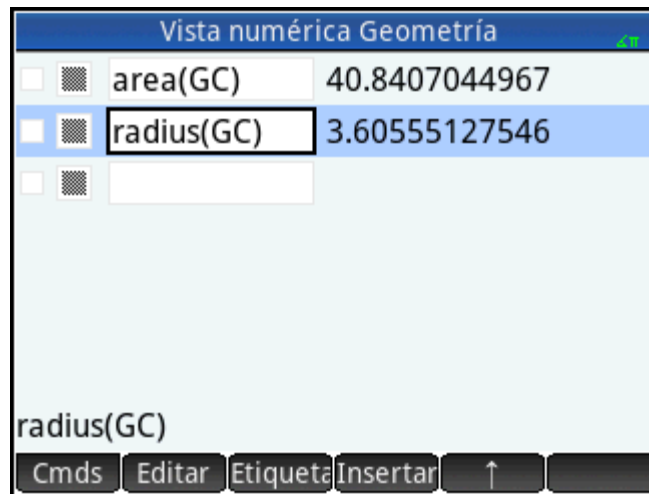 Vista numérica Geometría
∡π
area(GC) 40.8407044967
radius(GC) 3.60555127546
radius(GC)
Cmds Editar Etiqueta Insertar ↑